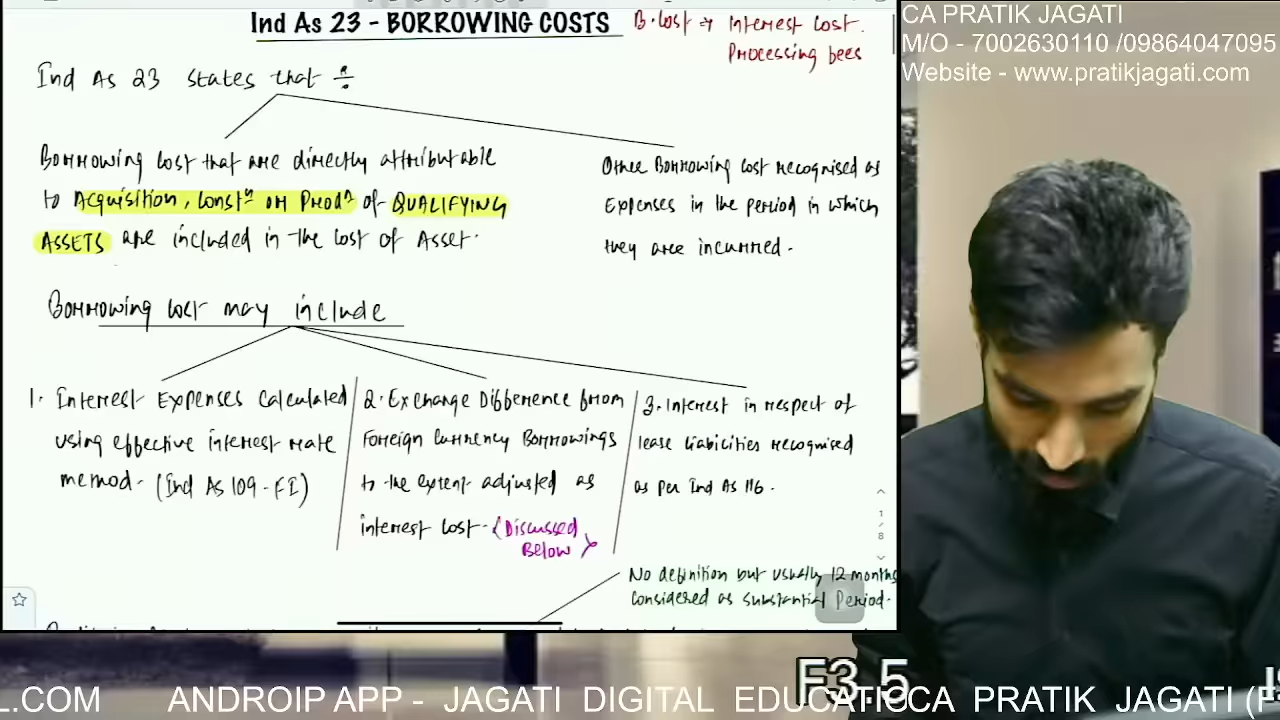 Ind As 23 - BORROWING COSTS
B. Cost → Interest Cost.
Processing fees
CA PRATIK JAGATI
M/O - 7002630110 /09864047095
Website - www.pratikjagati.com
Ind As 23 states that ÷
Borrowing Cost that are directly attributable
to Acquisition, Constⁿ or Prodⁿ of QUALIFYING
ASSETS are included in the Cost of Asset.
Other Borrowing Cost recognised as
Expenses in the period in which
they are incurred.
Borrowing Cost may include
1. Interest Expenses Calculated
using effective interest rate
method. (Ind As 109 - FI)
2. Exchange Difference from
Foreign Currency Borrowings
to the extent adjusted as
interest Cost. (Discussed
Below)
3. Interest in respect of
lease liabilities recognised
as per Ind As 116.
1
/
8
No definition but usually 12 months
Considered as Substantial Period.
F3.5
L.COM ANDROIP APP - JAGATI DIGITAL EDUCATIC
CA PRATIK JAGATI (F